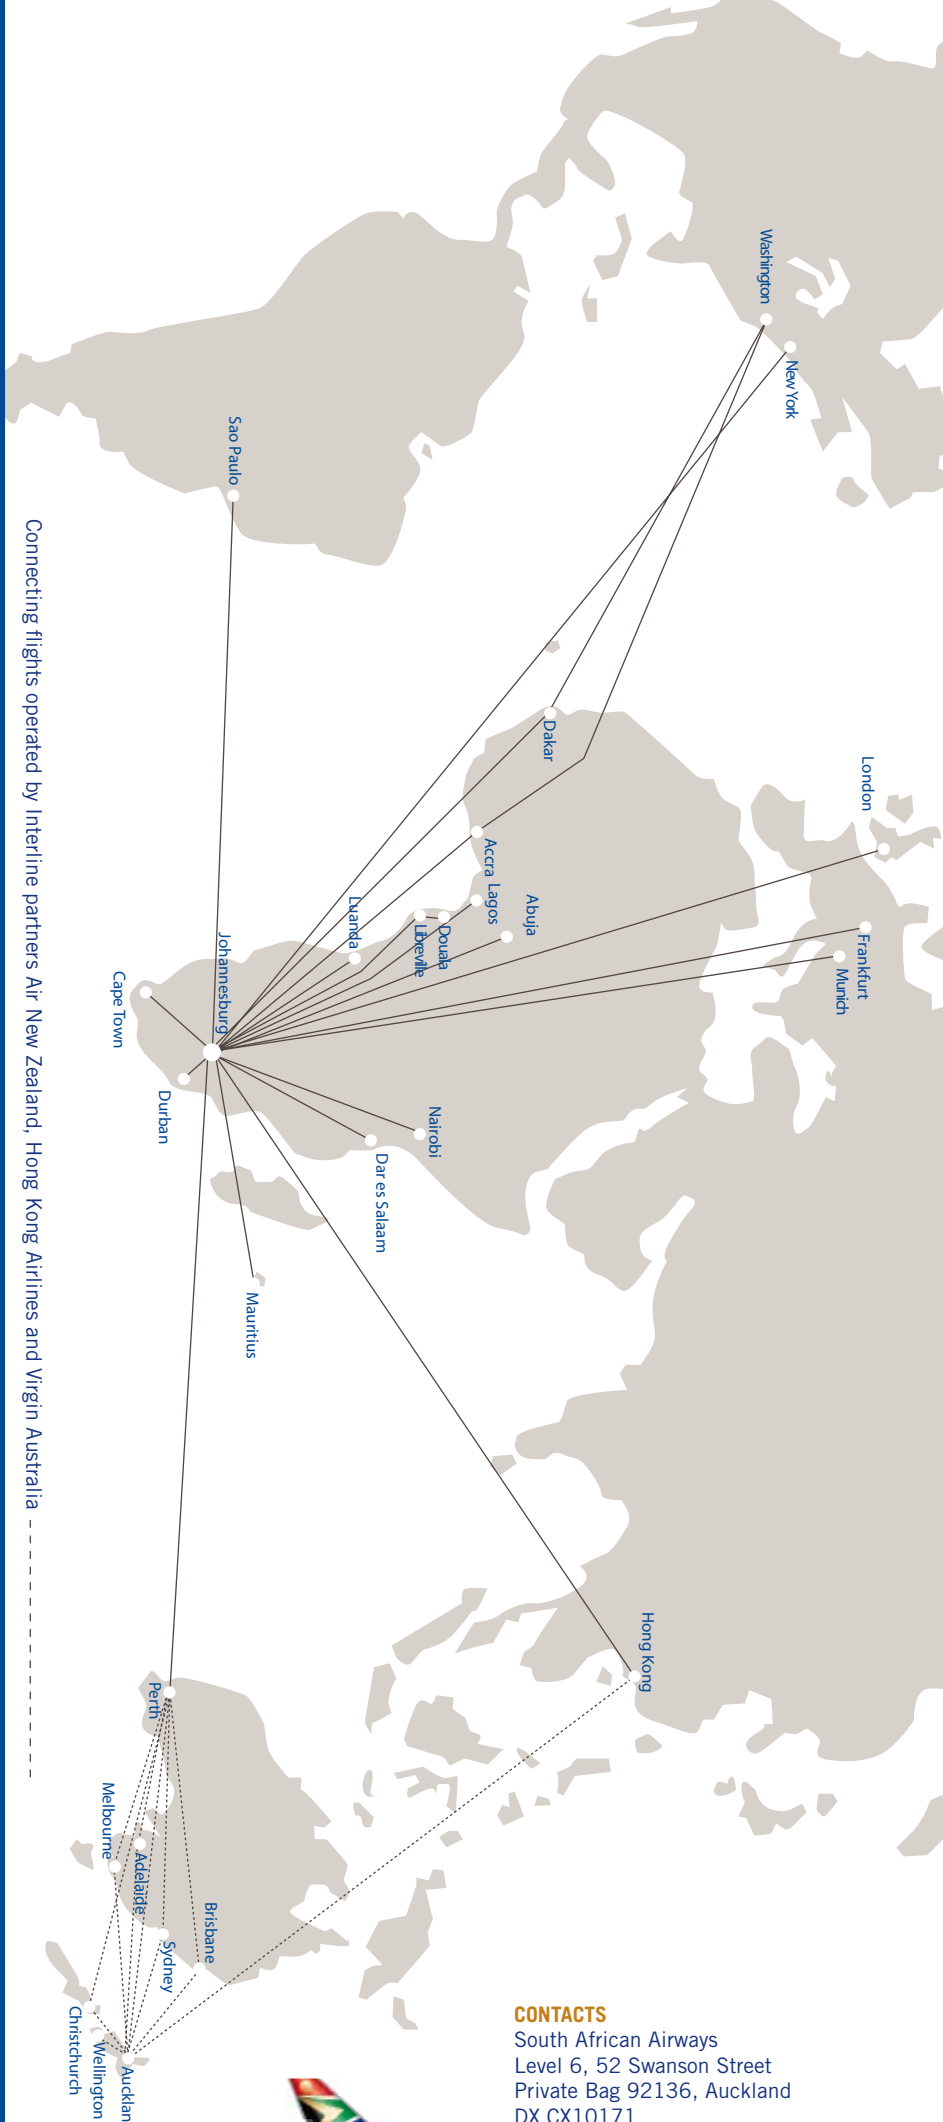 Washington
New York
Sao Paulo
London
Frankfurt
Munich
Dakar
Accra
Lagos
Abuja
Douala
Libreville
Luanda
Johannesburg
Cape Town
Durban
Nairobi
Dar es Salaam
Mauritius
Hong Kong
Perth
Melbourne
Adelaide
Brisbane
Sydney
Christchurch
Wellington
Aucklan
Connecting flights operated by Interline partners Air New Zealand, Hong Kong Airlines and Virgin Australia
CONTACTS
South African Airways
Level 6, 52 Swanson Street
Private Bag 92136, Auckland
DX CX10171